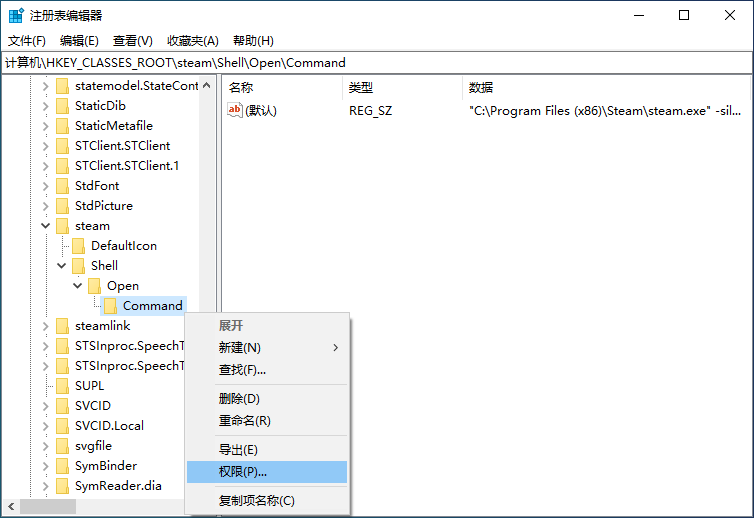 注册表编辑器
文件(F) 编辑(E) 查看(V) 收藏夹(A) 帮助(H)
计算机\HKEY_CLASSES_ROOT\steam\Shell\Open\Command
statemodel.StateCont
StaticDib
StaticMetafile
STClient.STClient
STClient.STClient.1
StdFont
StdPicture
steam
DefaultIcon
Shell
Open
Command
steamlink
STSInproc.SpeechT
STSInproc.SpeechT
SUPL
SVCID
SVCID.Local
svgfile
SymBinder
SymReader.dia
名称 类型 数据
ab (默认) REG_SZ "C:\Program Files (x86)\Steam\steam.exe" -sil...
展开
新建(N)
查找(F)...
删除(D)
重命名(R)
导出(E)
权限(P)...
复制项名称(C)